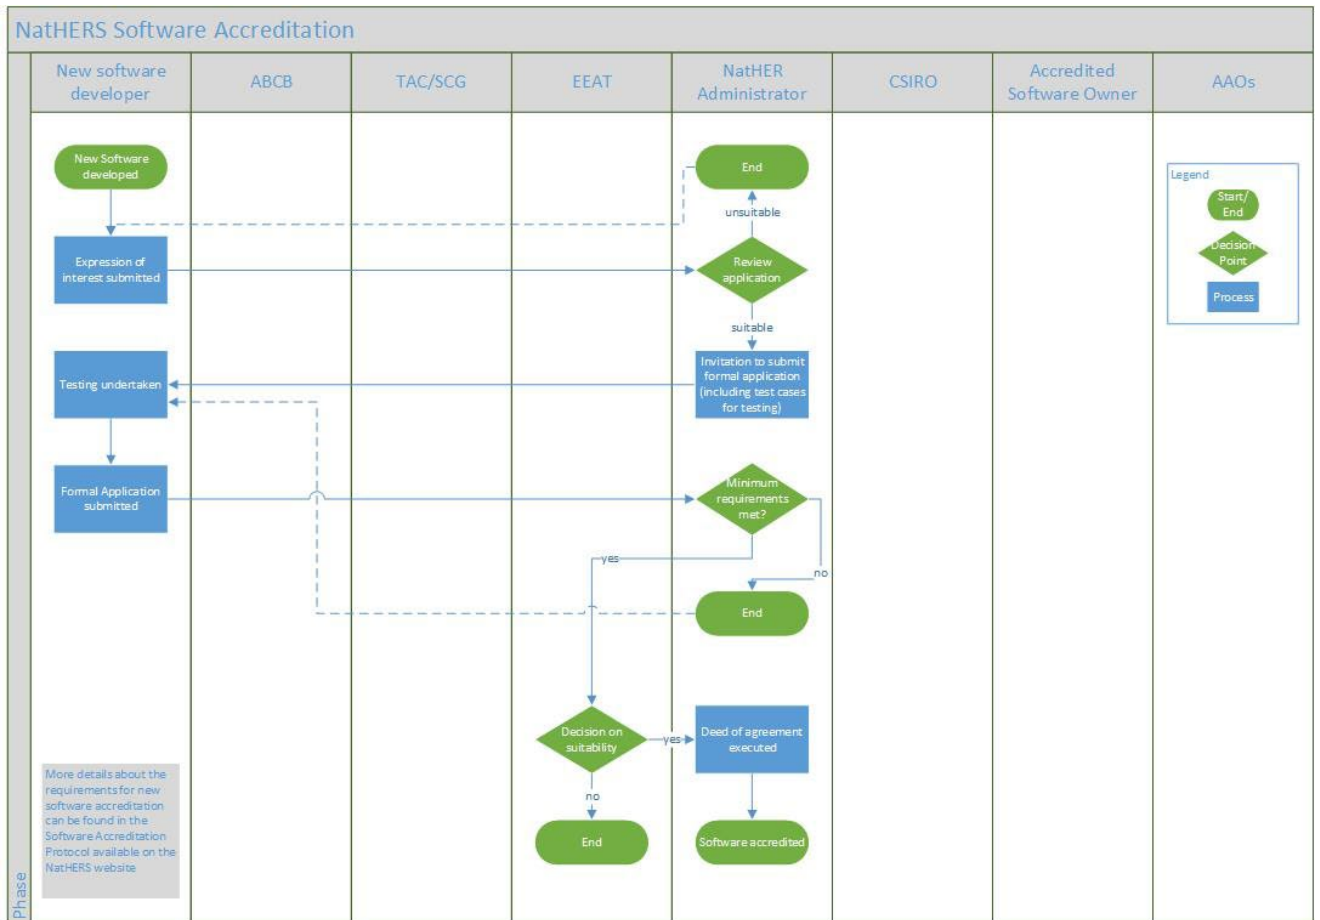 NatHERS Software Accreditation
New software
developer
ABCB
TAC/SCG
EEAT
NatHER
Administrator
CSIRO
Accredited
Software Owner
AAOs
New Software
developed
End
Legend
Start/
End
unsuitable
Expression of
interest submitted
Review
application
Decision
Point
Process
suitable
Testing undertaken
Invitation to submit
formal application
(including test cases
for testing)
Formal Application
submitted
Minimum
requirements
met?
yes
no
End
Decision on
suitability
yes
Deed of agreement
executed
no
End
Software accredited
More details about the
requirements for new
software accreditation
can be found in the
Software Accreditation
Protocol available on the
NatHERS website
Phase